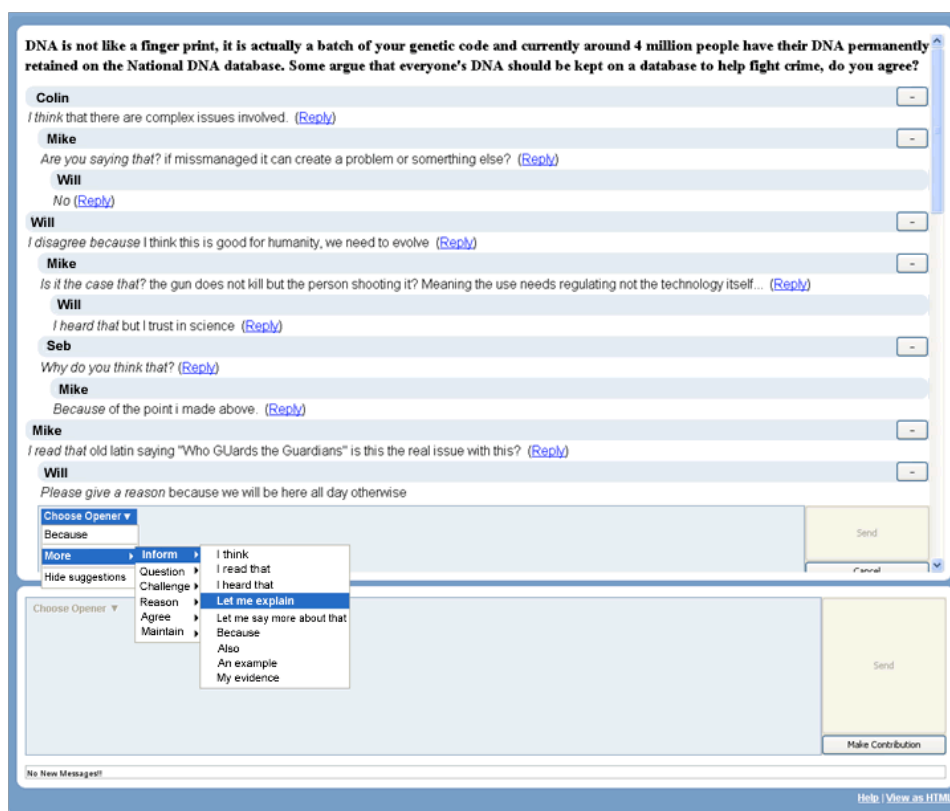 DNA is not like a finger print, it is actually a batch of your genetic code and currently around 4 million people have their DNA permanently
retained on the National DNA database. Some argue that everyone's DNA should be kept on a database to help fight crime, do you agree?
Colin -
I think that there are complex issues involved. (Reply)
Mike -
Are you saying that? if missmanaged it can create a problem or somerthing else? (Reply)
Will
No (Reply)
Will -
I disagree because I think this is good for humanity, we need to evolve (Reply)
Mike -
Is it the case that? the gun does not kill but the person shooting it? Meaning the use needs regulating not the technology itself... (Reply)
Will
I heard that but I trust in science (Reply)
Seb -
Why do you think that? (Reply)
Mike
Because of the point i made above. (Reply)
Mike -
I read that old latin saying "Who GUards the Guardians" is this the real issue with this? (Reply)
Will -
Please give a reason because we will be here all day otherwise
Choose Opener ▼
Because
More
Hide suggestions
Inform
Question
Challenge
Reason
Agree
Maintain
I think
I read that
I heard that
Let me explain
Let me say more about that
Because
Also
An example
My evidence
Send
Cancel
Choose Opener ▼
Send
Make Contribution
No New Messages!!
Help | View as HTML